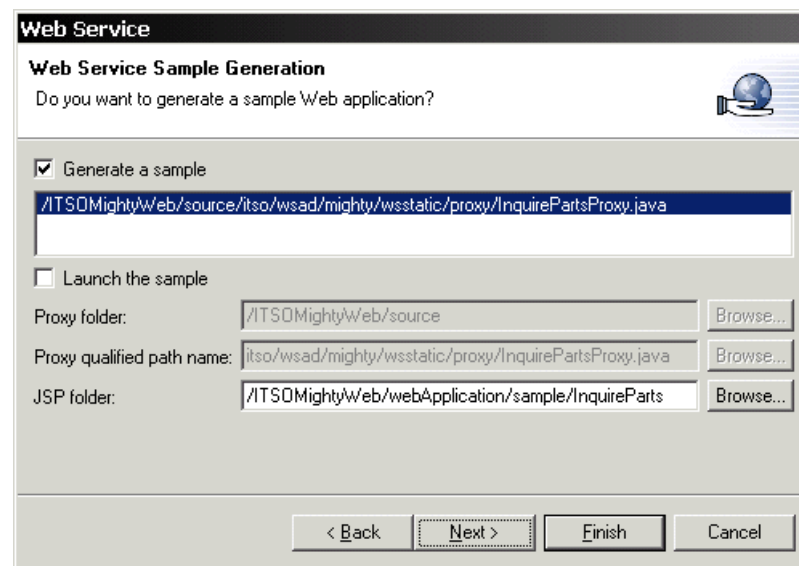 Web Service
Web Service Sample Generation
Do you want to generate a sample Web application?
Generate a sample
/ITSOMightyWeb/source/itso/wsad/mighty/wsstatic/proxy/InquirePartsProxy.java
Launch the sample
Proxy folder: /ITSOMightyWeb/source Browse...
Proxy qualified path name: itso/wsad/mighty/wsstatic/proxy/InquirePartsProxy.java Browse...
JSP folder: /ITSOMightyWeb/webApplication/sample/InquireParts Browse...
< Back Next > Finish Cancel